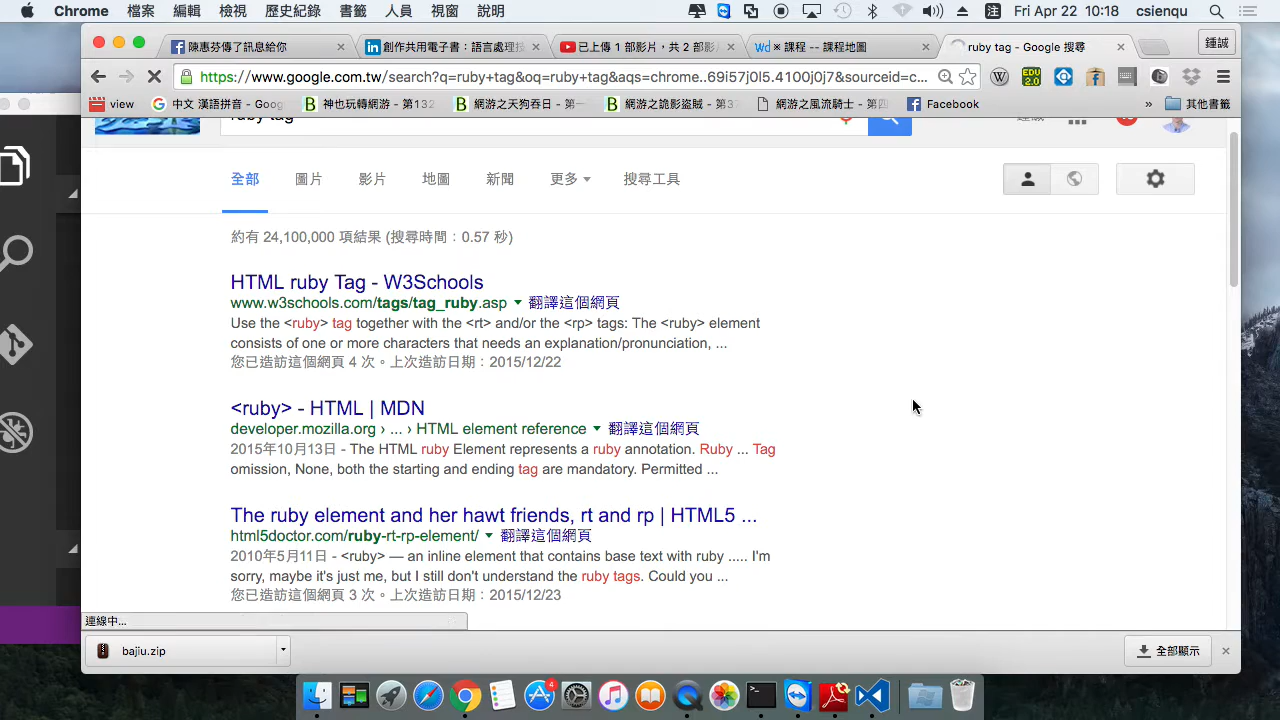 Chrome 檔案 編輯 檢視 歷史紀錄 書籤 人員 視窗 說明 注 Fri Apr 22 10:18 csienqu
陳惠芬傳了訊息給你 創作共用電子書：語言處理技 已上傳 1 部影片，共 2 部影片 Wd ※ 課程 -- 課程地圖 ruby tag - Google 搜尋 鍾誠
https://www.google.com.tw/search?q=ruby+tag&oq=ruby+tag&aqs=chrome..69i57j0l5.4100j0j7&sourceid=c...
view 中文 漢語拼音 - Goog 神也玩轉網游 - 第132 網游之天狗吞日 - 第一 網游之詭影盜賊 - 第37 網游之風流騎士 - 第四 Facebook » 其他書籤
ruby tag
全部 圖片 影片 地圖 新聞 更多 搜尋工具
約有 24,100,000 項結果 (搜尋時間：0.57 秒)
HTML ruby Tag - W3Schools
www.w3schools.com/tags/tag_ruby.asp 翻譯這個網頁
Use the <ruby> tag together with the <rt> and/or the <rp> tags: The <ruby> element
consists of one or more characters that needs an explanation/pronunciation, ...
您已造訪這個網頁 4 次。上次造訪日期：2015/12/22
<ruby> - HTML | MDN
developer.mozilla.org › ... › HTML element reference 翻譯這個網頁
2015年10月13日 - The HTML ruby Element represents a ruby annotation. Ruby ... Tag
omission, None, both the starting and ending tag are mandatory. Permitted ...
The ruby element and her hawt friends, rt and rp | HTML5 ...
html5doctor.com/ruby-rt-rp-element/ 翻譯這個網頁
2010年5月11日 - <ruby> — an inline element that contains base text with ruby ..... I'm
sorry, maybe it's just me, but I still don't understand the ruby tags. Could you ...
您已造訪這個網頁 3 次。上次造訪日期：2015/12/23
連線中...
bajiu.zip 全部顯示
4